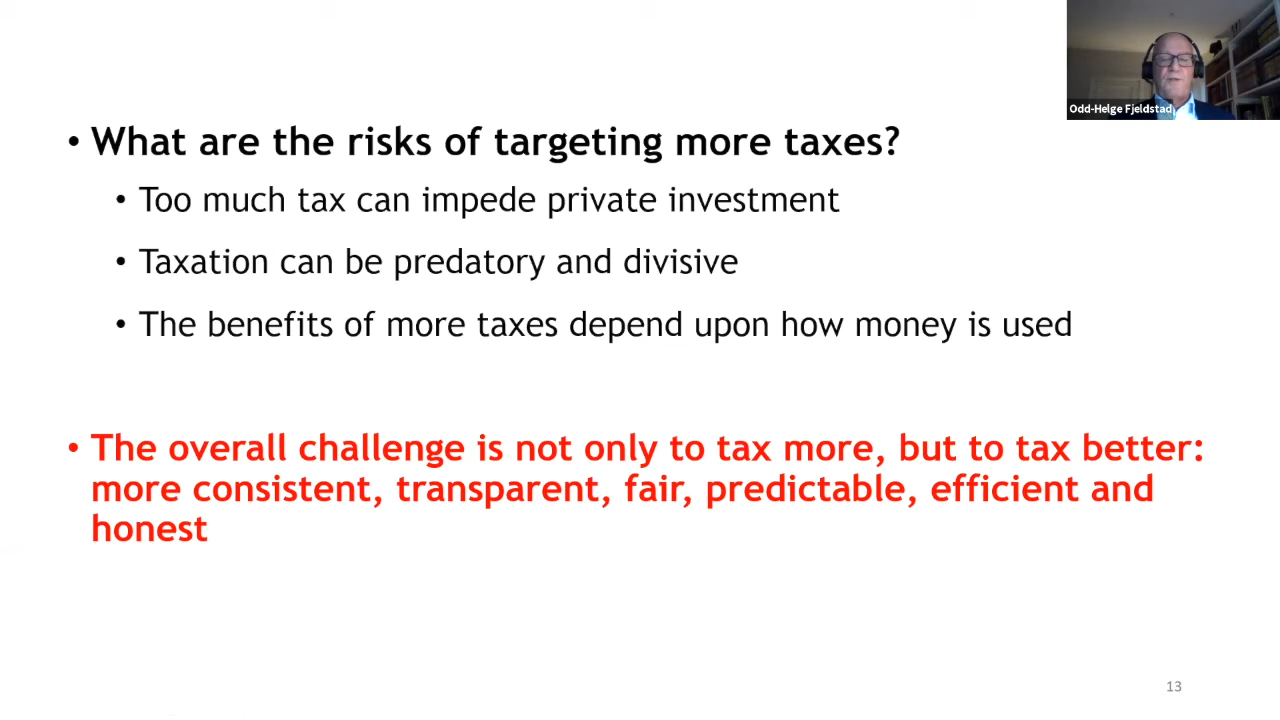 Odd-Helge Fjeldstad
• What are the risks of targeting more taxes?
• Too much tax can impede private investment
• Taxation can be predatory and divisive
• The benefits of more taxes depend upon how money is used
• The overall challenge is not only to tax more, but to tax better:
more consistent, transparent, fair, predictable, efficient and
honest
13